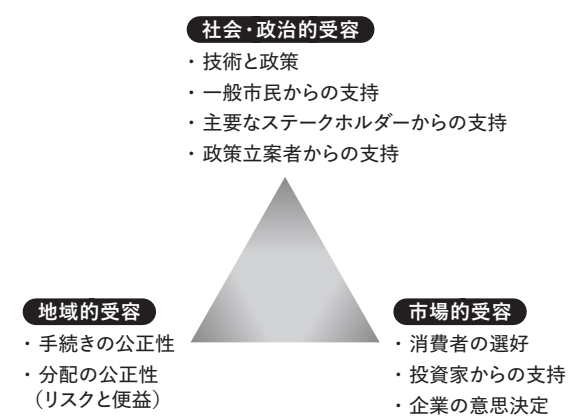 社会・政治的受容
・技術と政策
・一般市民からの支持
・主要なステークホルダーからの支持
・政策立案者からの支持
地域的受容
・手続きの公正性
・分配の公正性
（リスクと便益）
市場的受容
・消費者の選好
・投資家からの支持
・企業の意思決定